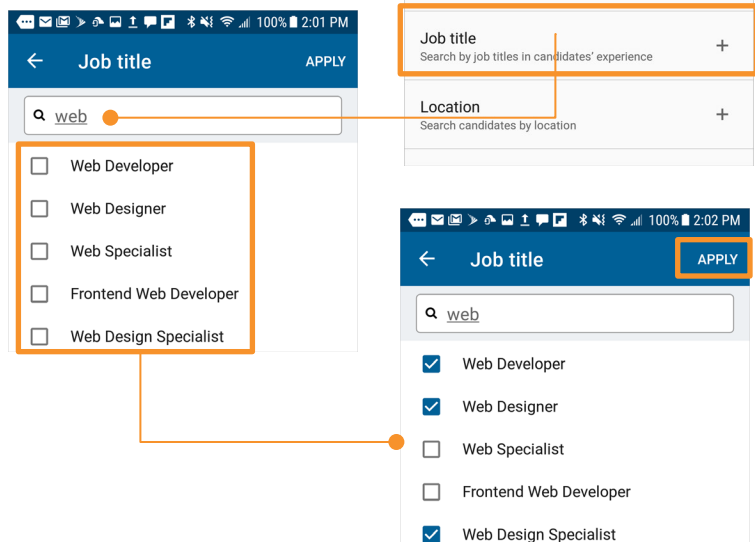 100% 2:01 PM
Job title
APPLY
web
Web Developer
Web Designer
Web Specialist
Frontend Web Developer
Web Design Specialist
Job title
Search by job titles in candidates' experience
+
Location
Search candidates by location
+
100% 2:02 PM
Job title
APPLY
web
Web Developer
Web Designer
Web Specialist
Frontend Web Developer
Web Design Specialist